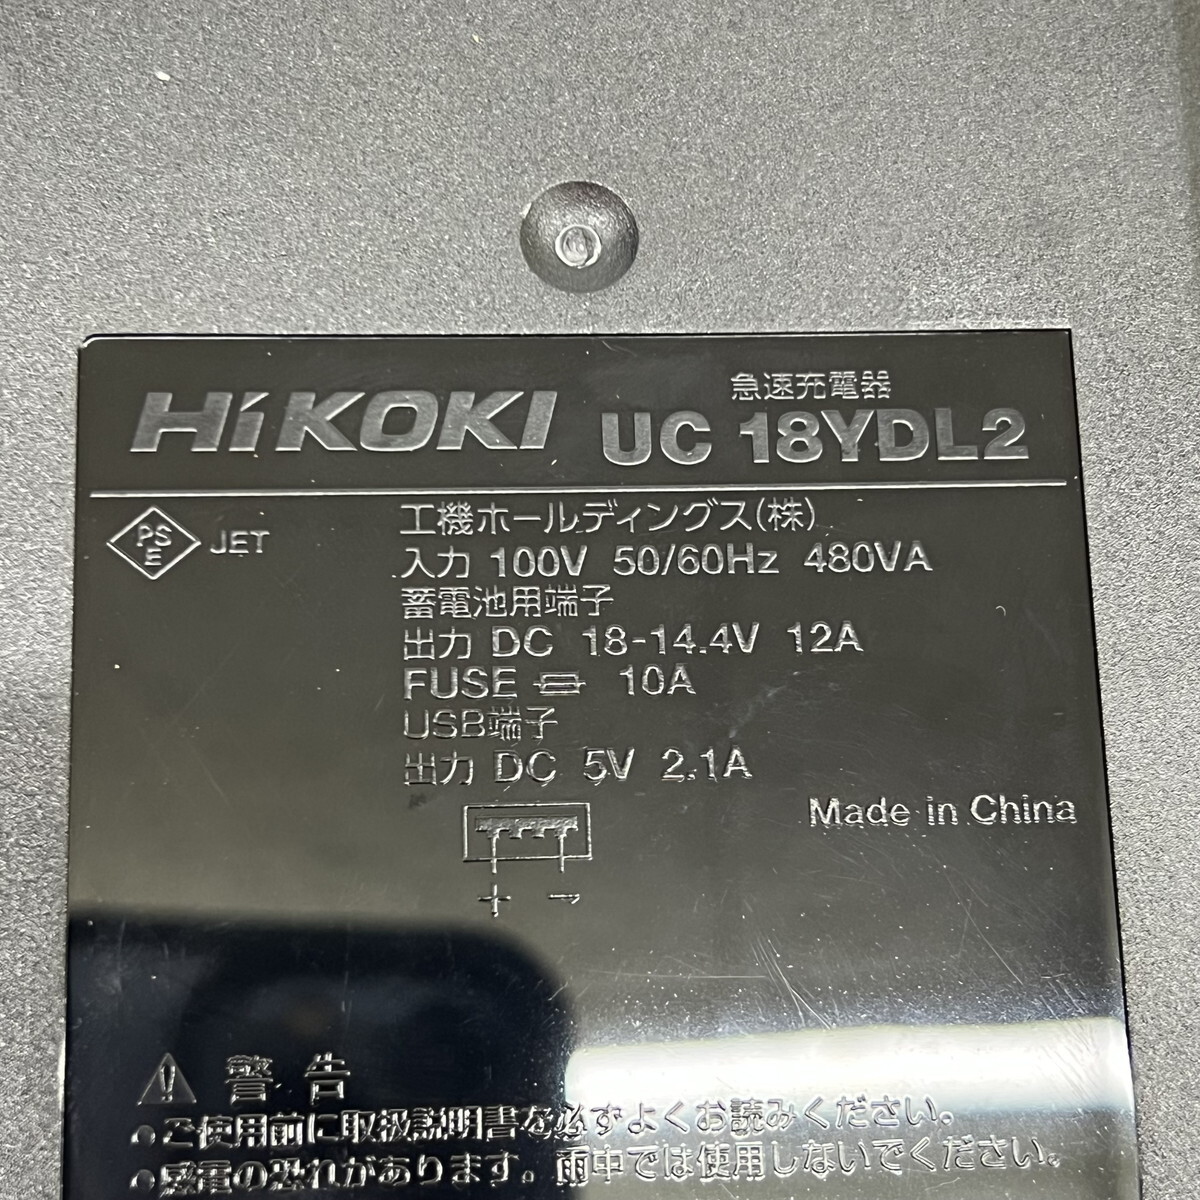 HiKOKI 急速充電器
UC 18YDL2
PS
E JET
工機ホールディングス(株)
入力 100V 50/60Hz 480VA
蓄電池用端子
出力 DC 18-14.4V 12A
FUSE 10A
USB端子
出力 DC 5V 2.1A
Made in China
+ -
警告
●ご使用前に取扱説明書を必ずよくお読みください。
●感電の恐れがあります。雨中では使用しないでください。